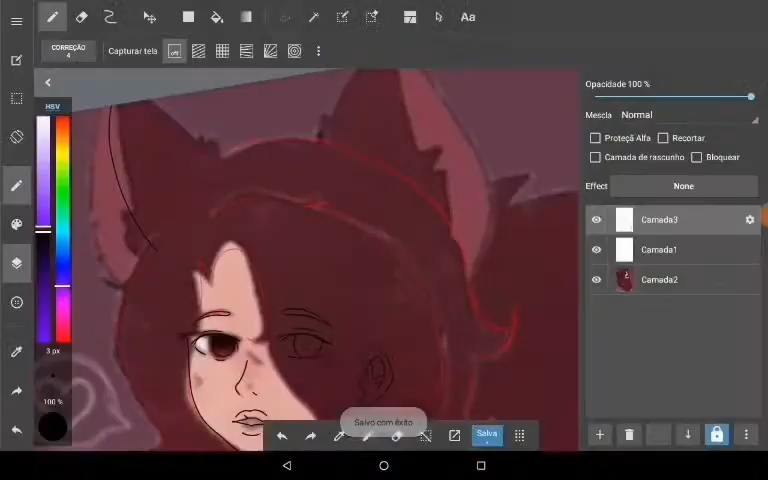 Aa
CORREÇÃO
4
Capturar tela
HSV
3 px
100 %
Opacidade 100 %
Mescla Normal
Proteçã Alfa Recortar
Camada de rascunho Bloquear
Effect None
Camada3
Camada1
Camada2
Salvo com êxito
Salva